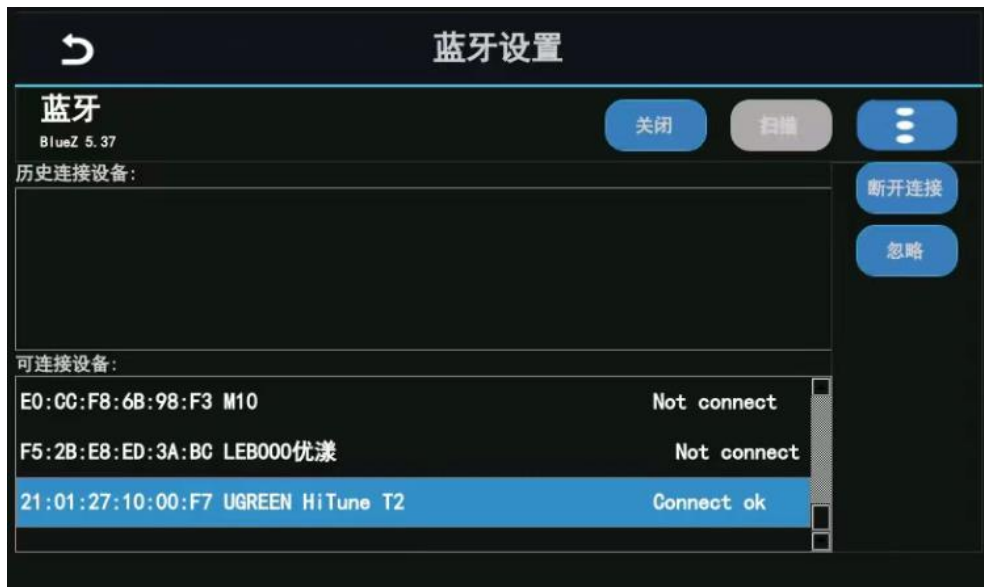 蓝牙设置
蓝牙
BlueZ 5.37
关闭
扫描
历史连接设备:
断开连接
忽略
可连接设备:
E0:CC:F8:6B:98:F3 M10 Not connect
F5:2B:E8:ED:3A:BC LEBOOO优漾 Not connect
21:01:27:10:00:F7 UGREEN HiTune T2 Connect ok